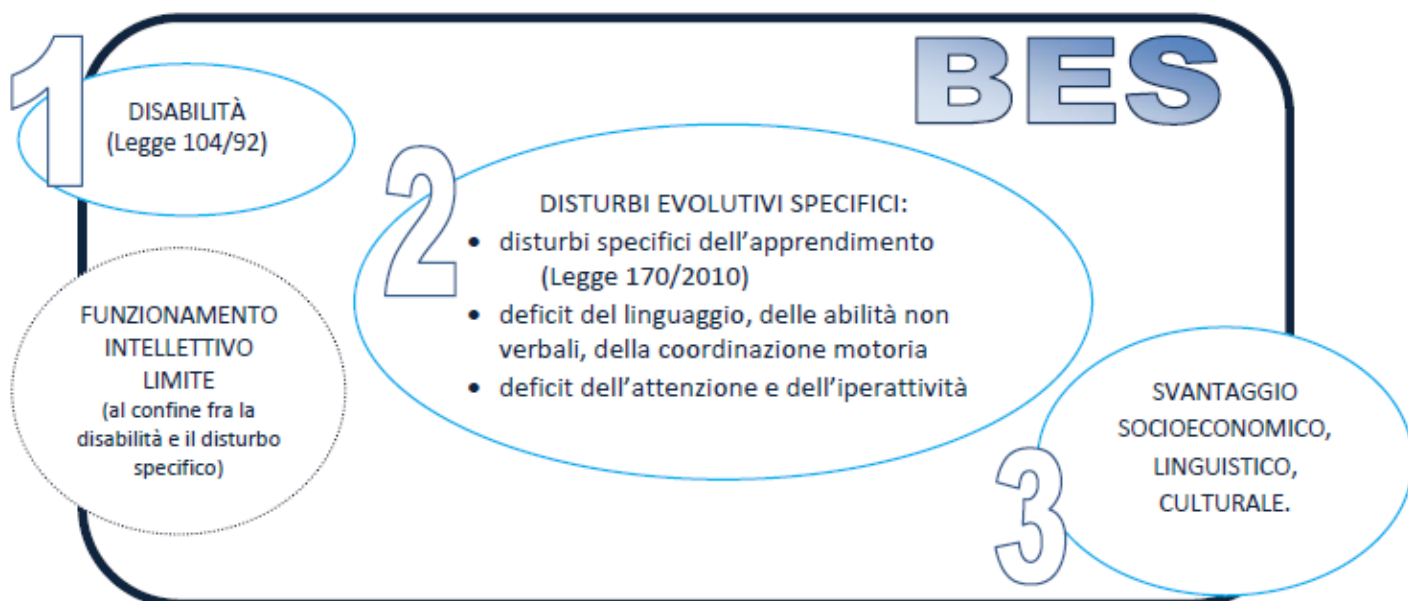 BES
1
DISABILITÀ
(Legge 104/92)
2
DISTURBI EVOLUTIVI SPECIFICI:
• disturbi specifici dell’apprendimento
(Legge 170/2010)
• deficit del linguaggio, delle abilità non
verbali, della coordinazione motoria
• deficit dell’attenzione e dell’iperattività
FUNZIONAMENTO
INTELLETTIVO
LIMITE
(al confine fra la
disabilità e il disturbo
specifico)
3
SVANTAGGIO
SOCIOECONOMICO,
LINGUISTICO,
CULTURALE.